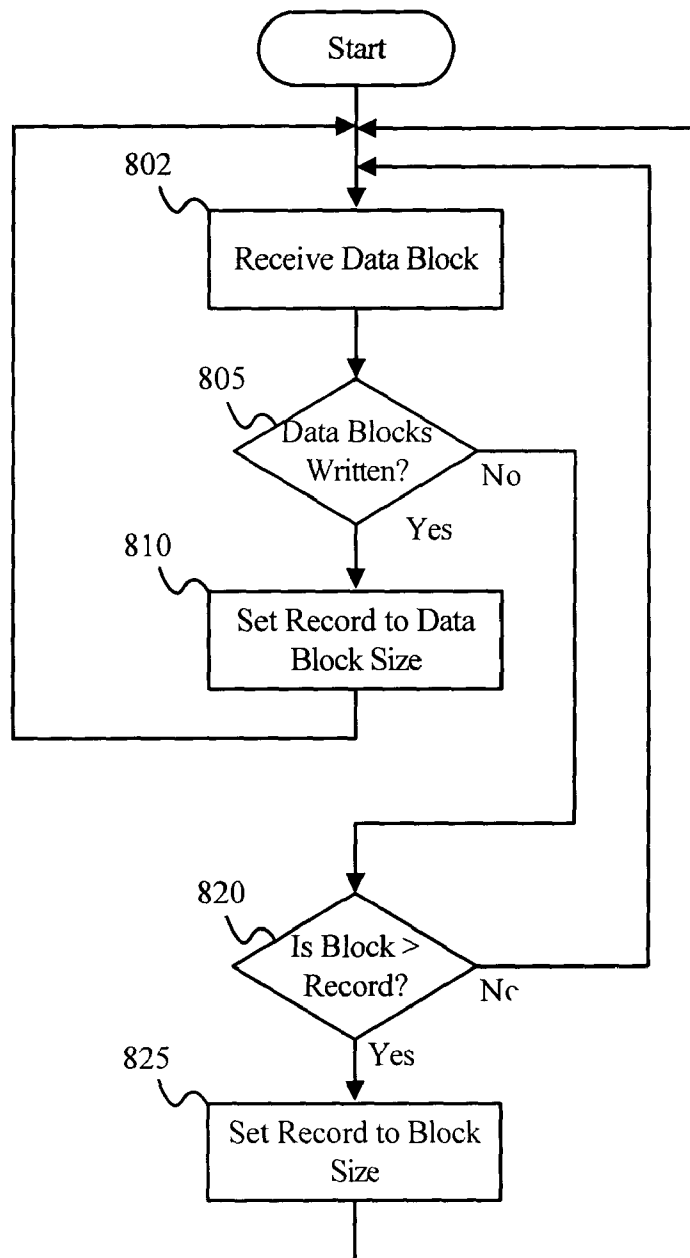 Start
802
Receive Data Block
805
Data Blocks
Written?
No
Yes
810
Set Record to Data
Block Size
820
Is Block >
Record?
No
Yes
825
Set Record to Block
Size